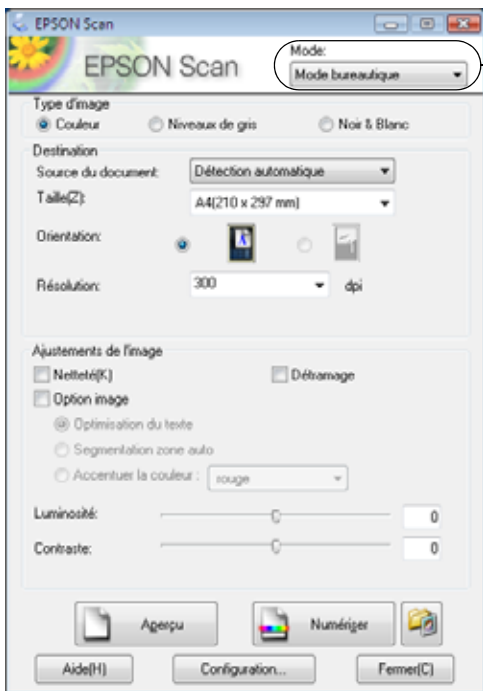 EPSON Scan
EPSON Scan
Mode:
Mode bureautique
Type d'image
Couleur Niveaux de gris Noir & Blanc
Destination
Source du document: Détection automatique
Taille(Z): A4(210 x 297 mm)
Orientation:
Résolution: 300 dpi
Ajustements de l'image
Netteté(K) Détramage
Option image
Optimisation du texte
Segmentation zone auto
Accentuer la couleur : rouge
Luminosité: 0
Contraste: 0
Aperçu Numériser
Aide(H) Configuration... Fermer(C)